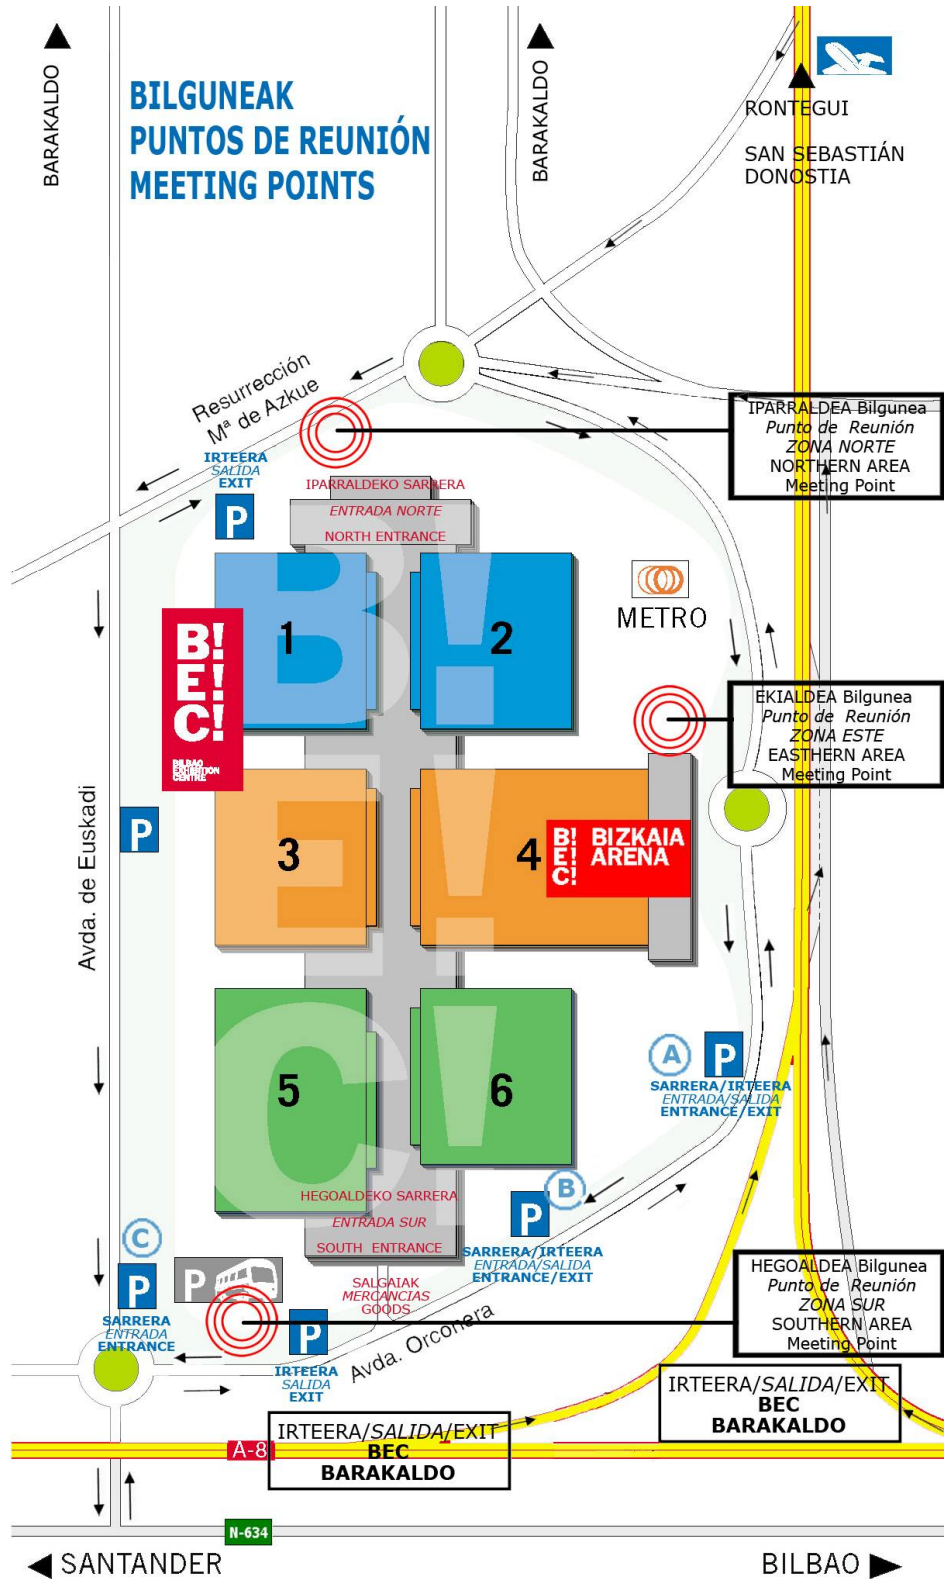 BARAKALDO
BARAKALDO
BILGUNEAK
PUNTOS DE REUNIÓN
MEETING POINTS
RONTEGUI
SAN SEBASTIÁN
DONOSTIA
Resurrección
Mª de Azkue
IPARRALDEA Bilgunea
Punto de Reunión
ZONA NORTE
NORTHERN AREA
Meeting Point
IRTEERA
SALIDA
EXIT
P
IPARRALDEKO SARRERA
ENTRADA NORTE
NORTH ENTRANCE
METRO
1
2
B!
E!
C!
BILBAO
EXHIBITION
CENTRE
B!
E!
C!
EKIALDEA Bilgunea
Punto de Reunión
ZONA ESTE
EASTHERN AREA
Meeting Point
Avda. de Euskadi
P
3
4
B!
E!
C!
BIZKAIA
ARENA
5
6
A
P
SARRERA/IRTEERA
ENTRADA/SALIDA
ENTRANCE/EXIT
B
P
SARRERA/IRTEERA
ENTRADA/SALIDA
ENTRANCE/EXIT
HEGOALDEKO SARRERA
ENTRADA SUR
SOUTH ENTRANCE
C
P
SARRERA
ENTRADA
ENTRANCE
P
SALGAIAK
MERCANCIAS
GOODS
HEGOALDEA Bilgunea
Punto de Reunión
ZONA SUR
SOUTHERN AREA
Meeting Point
P
IRTEERA
SALIDA
EXIT
Avda. Orconera
IRTEERA/SALIDA/EXIT
BEC
BARAKALDO
A-8
IRTEERA/SALIDA/EXIT
BEC
BARAKALDO
N-634
SANTANDER
BILBAO